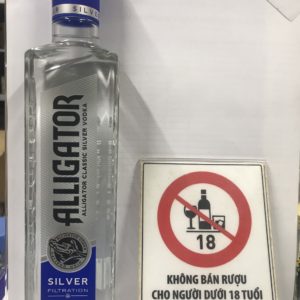 SILVER
ALLIGATOR
ALLIGATOR CLASSIC SILVER VODKA
SILVER
FILTRATION
18
KHÔNG BÁN RƯỢU
CHO NGƯỜI DƯỚI 18 TUỔI